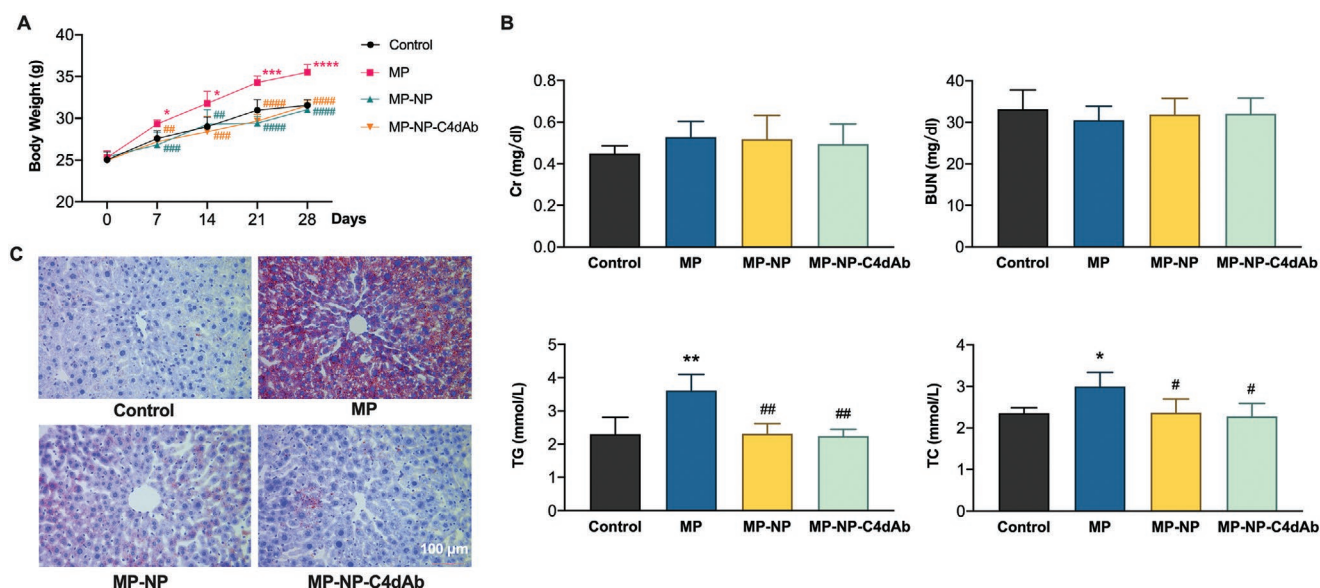 A
Body Weight (g)
40
35
30
25
20
0 7 14 21 28 Days
* * *** ****
## ## #### ####
### ### #### ####
Control
MP
MP-NP
MP-NP-C4dAb
B
Cr (mg/dl)
0.8
0.6
0.4
0.2
0.0
Control MP MP-NP MP-NP-C4dAb
BUN (mg/dl)
40
30
20
10
0
Control MP MP-NP MP-NP-C4dAb
TG (mmol/L)
5
4
3
2
1
0
** ## ##
Control MP MP-NP MP-NP-C4dAb
TC (mmol/L)
4
3
2
1
0
* # #
Control MP MP-NP MP-NP-C4dAb
C
Control MP
100 μm
MP-NP MP-NP-C4dAb